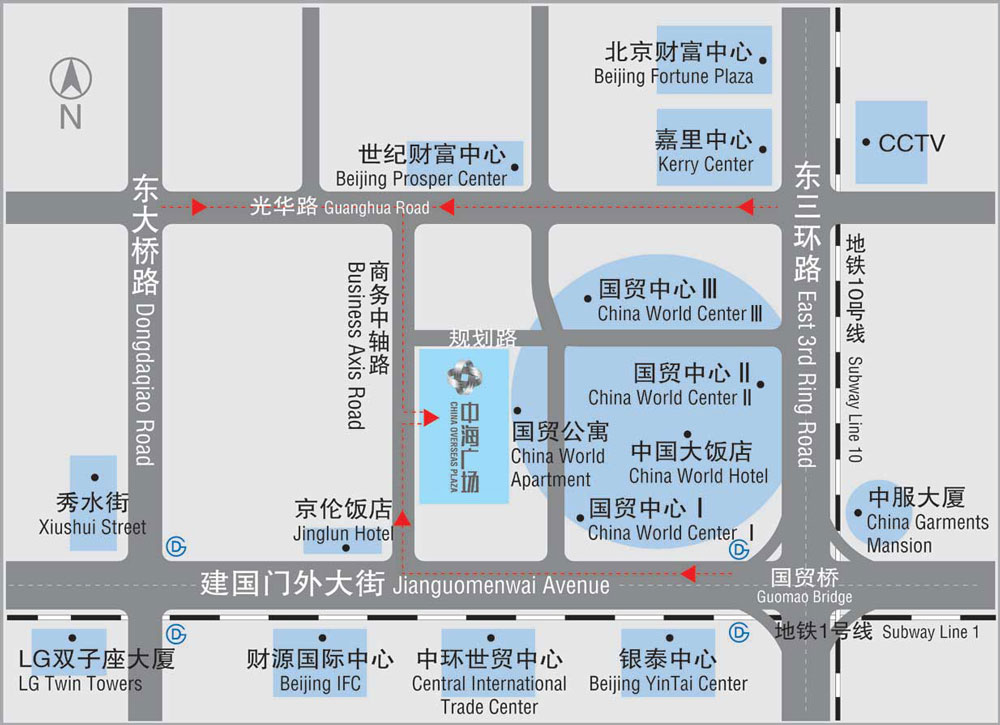 N
北京财富中心
Beijing Fortune Plaza
世纪财富中心
Beijing Prosper Center
嘉里中心
Kerry Center
CCTV
东大桥路 Dongdaqiao Road
光华路 Guanghua Road
东三环路 East 3rd Ring Road
地铁10号线 Subway Line 10
商务中轴路
Business Axis Road
规划路
中海广场
CHINA OVERSEAS PLAZA
国贸中心Ⅲ
China World Center Ⅲ
国贸中心Ⅱ
China World Center Ⅱ
国贸公寓
China World
Apartment
中国大饭店
China World Hotel
国贸中心Ⅰ
China World Center Ⅰ
秀水街
Xiushui Street
京伦饭店
Jinglun Hotel
中服大厦
China Garments
Mansion
建国门外大街 Jianguomenwai Avenue
国贸桥
Guomao Bridge
地铁1号线 Subway Line 1
LG双子座大厦
LG Twin Towers
财源国际中心
Beijing IFC
中环世贸中心
Central International
Trade Center
银泰中心
Beijing YinTai Center